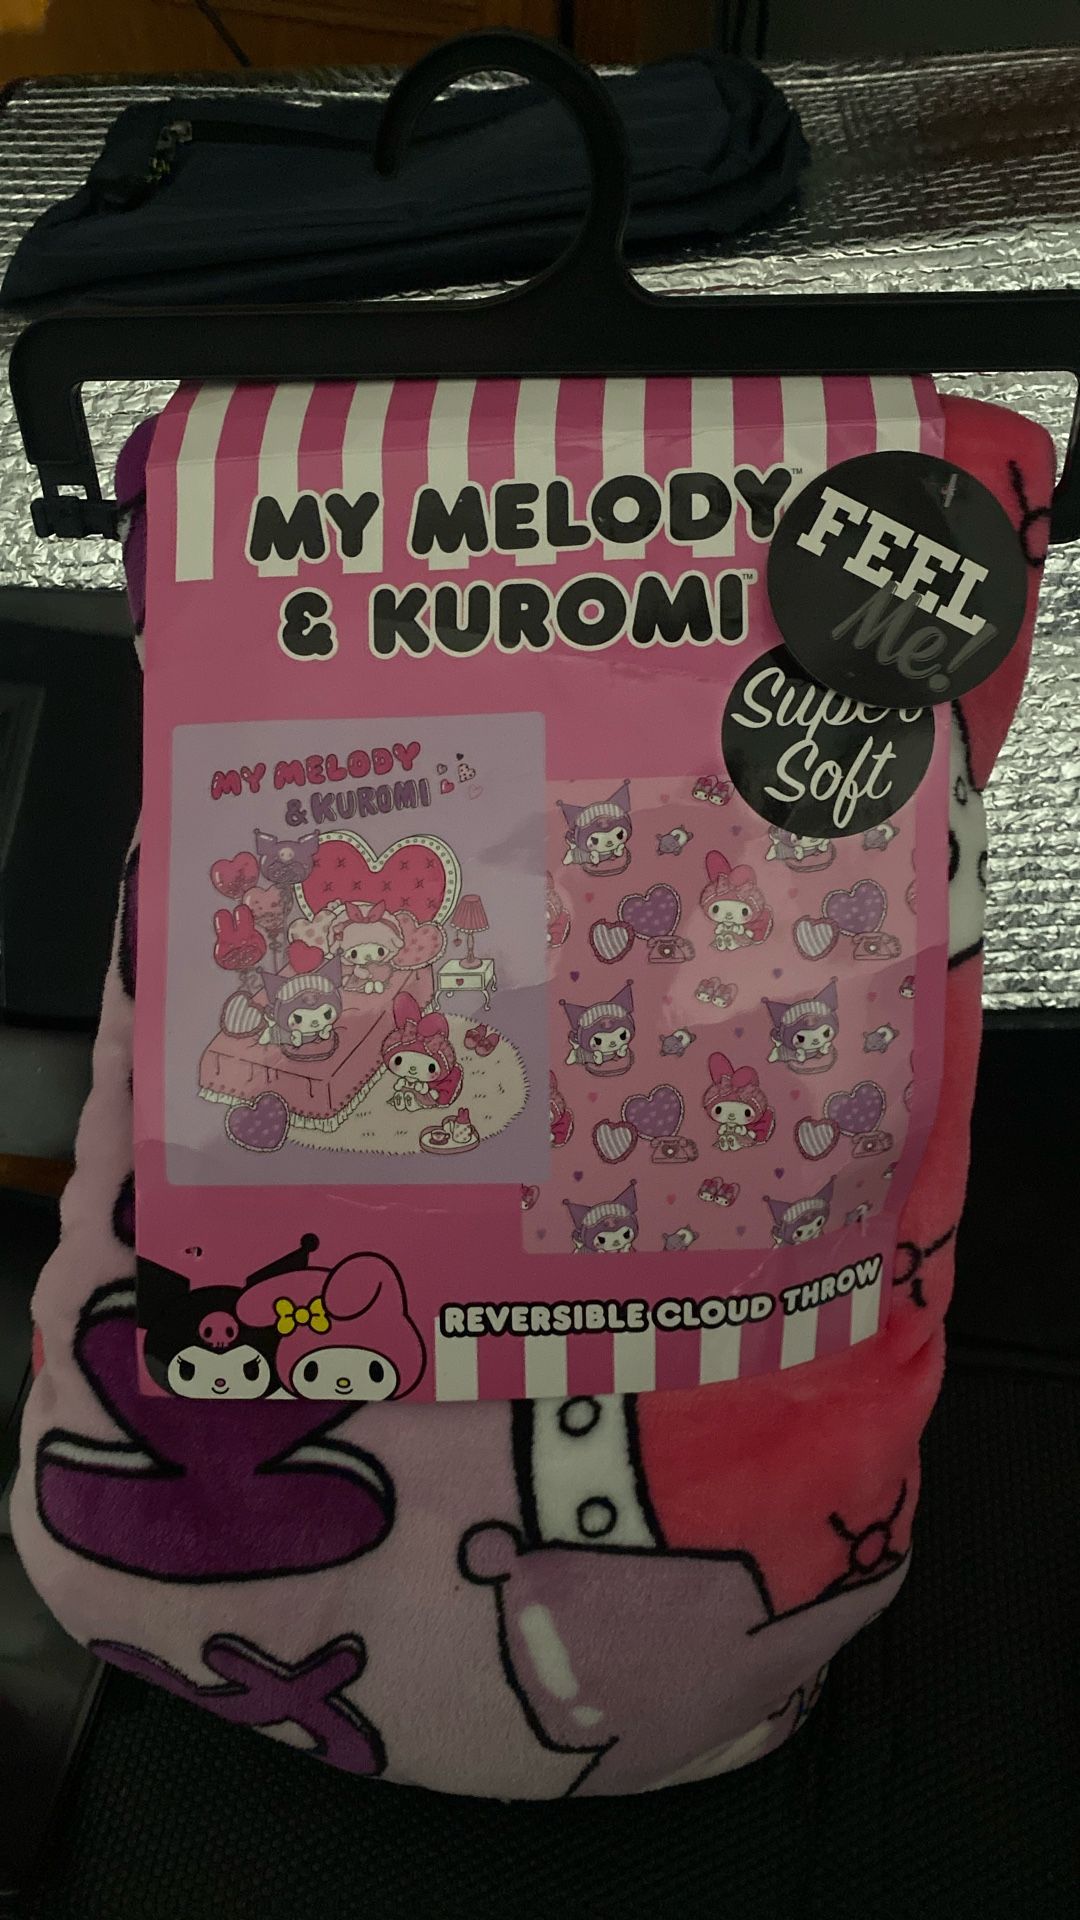 MY MELODY™
& KUROMI™
FEEL
Me!
Super
Soft
MY MELODY
& KUROMI
REVERSIBLE CLOUD THROW